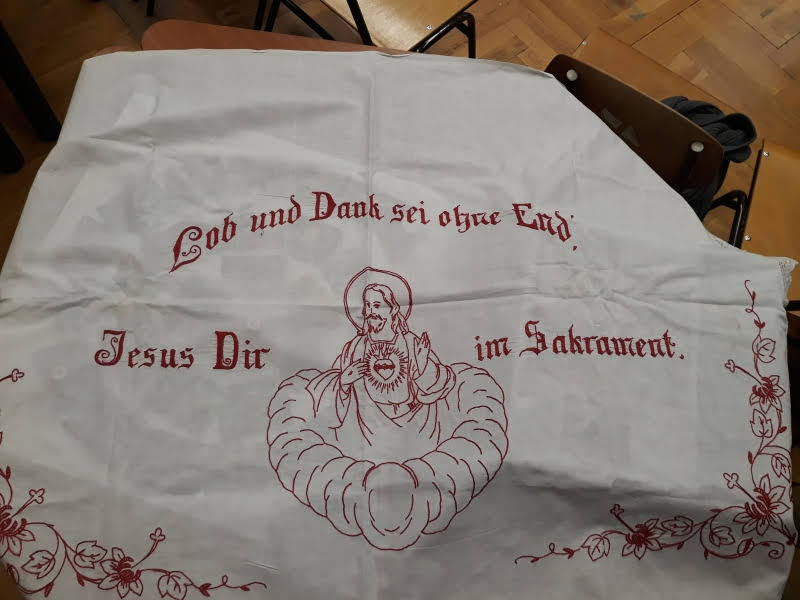 Lob und Dank sei ohne End;
Jesus Dir im Sakrament.